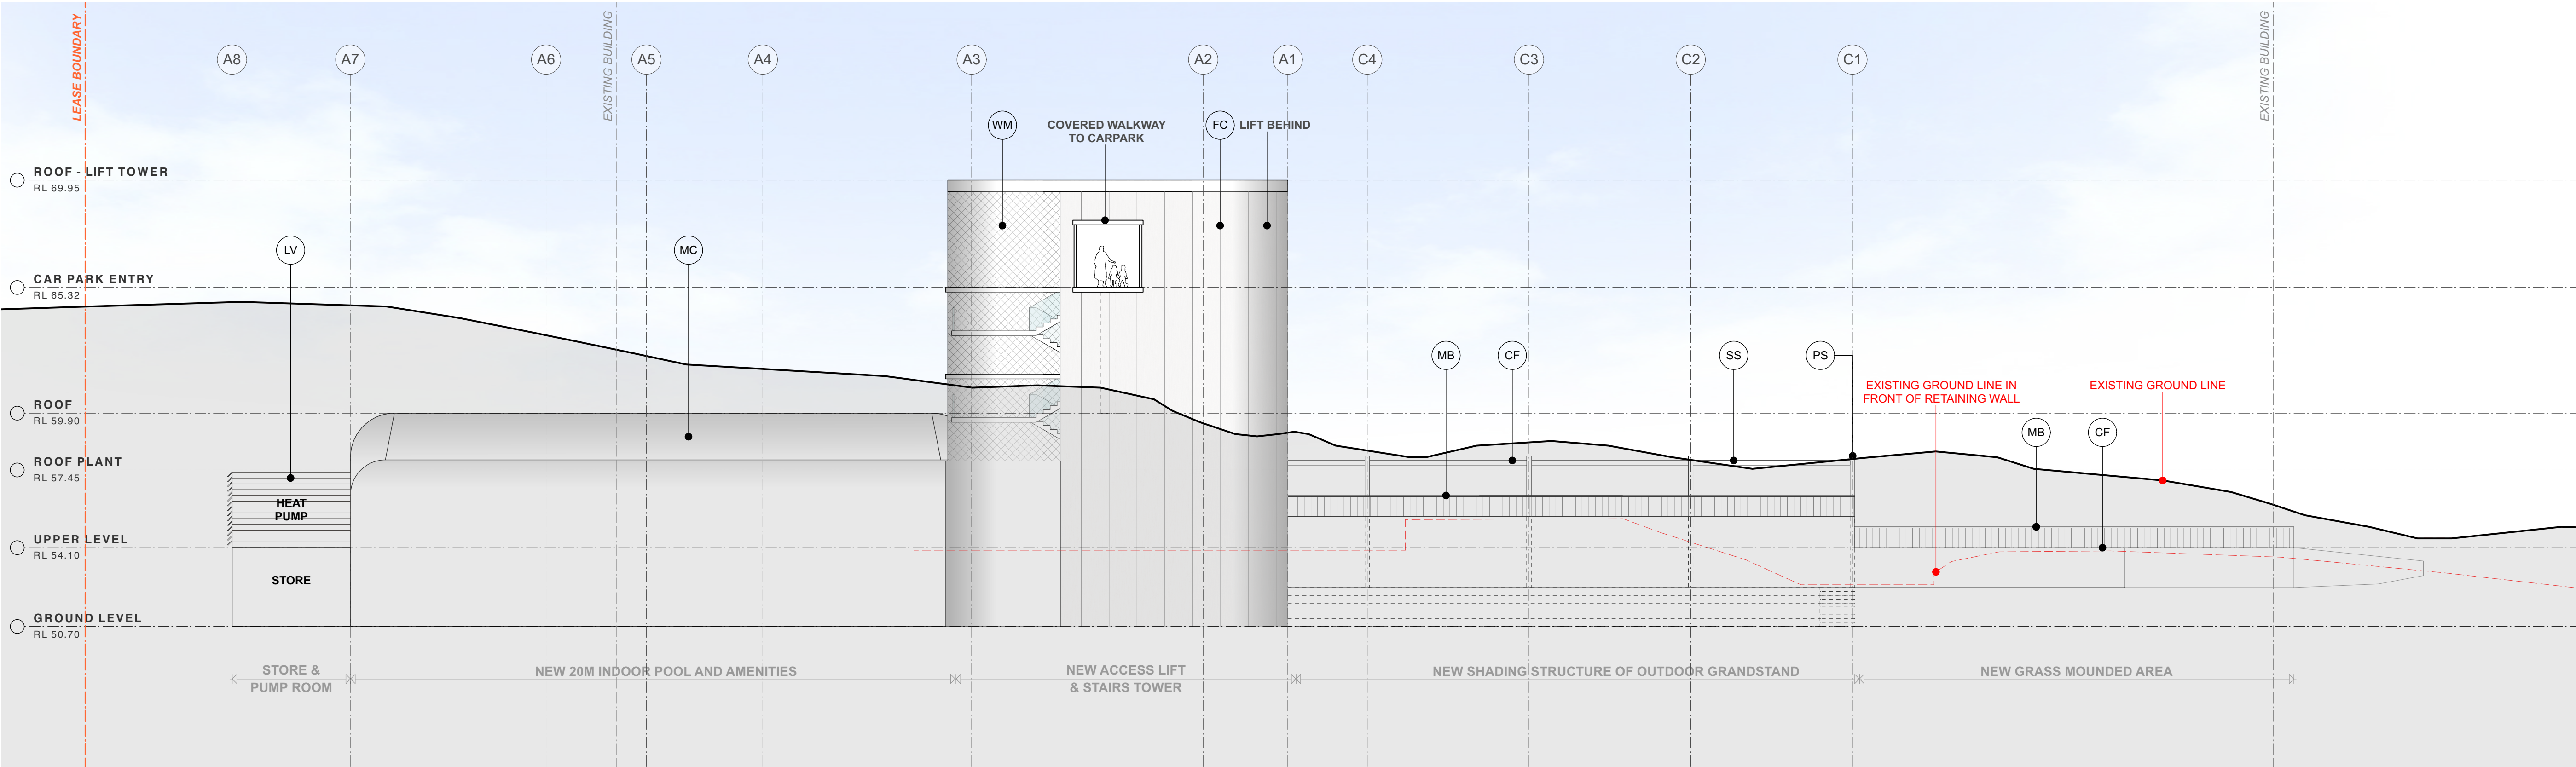 LEASE BOUNDARY
EXISTING BUILDING
EXISTING BUILDING
A8
A7
A6
A5
A4
A3
A2
A1
C4
C3
C2
C1
WM
COVERED WALKWAY
TO CARPARK
FC
LIFT BEHIND
ROOF - LIFT TOWER
RL 69.95
LV
MC
CAR PARK ENTRY
RL 65.32
MB
CF
SS
PS
EXISTING GROUND LINE IN
FRONT OF RETAINING WALL
EXISTING GROUND LINE
ROOF
RL 59.90
MB
CF
ROOF PLANT
RL 57.45
HEAT
PUMP
UPPER LEVEL
RL 54.10
STORE
GROUND LEVEL
RL 50.70
STORE &
PUMP ROOM
NEW 20M INDOOR POOL AND AMENITIES
NEW ACCESS LIFT
& STAIRS TOWER
NEW SHADING STRUCTURE OF OUTDOOR GRANDSTAND
NEW GRASS MOUNDED AREA